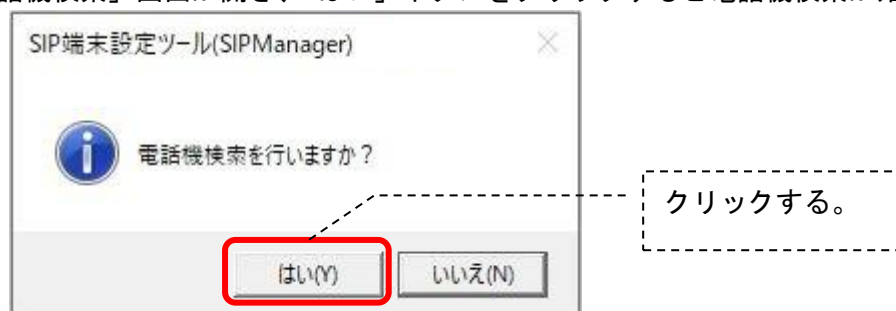 SIP端末設定ツール(SIPManager)
電話機検索を行いますか？
クリックする。
はい(Y)
いいえ(N)